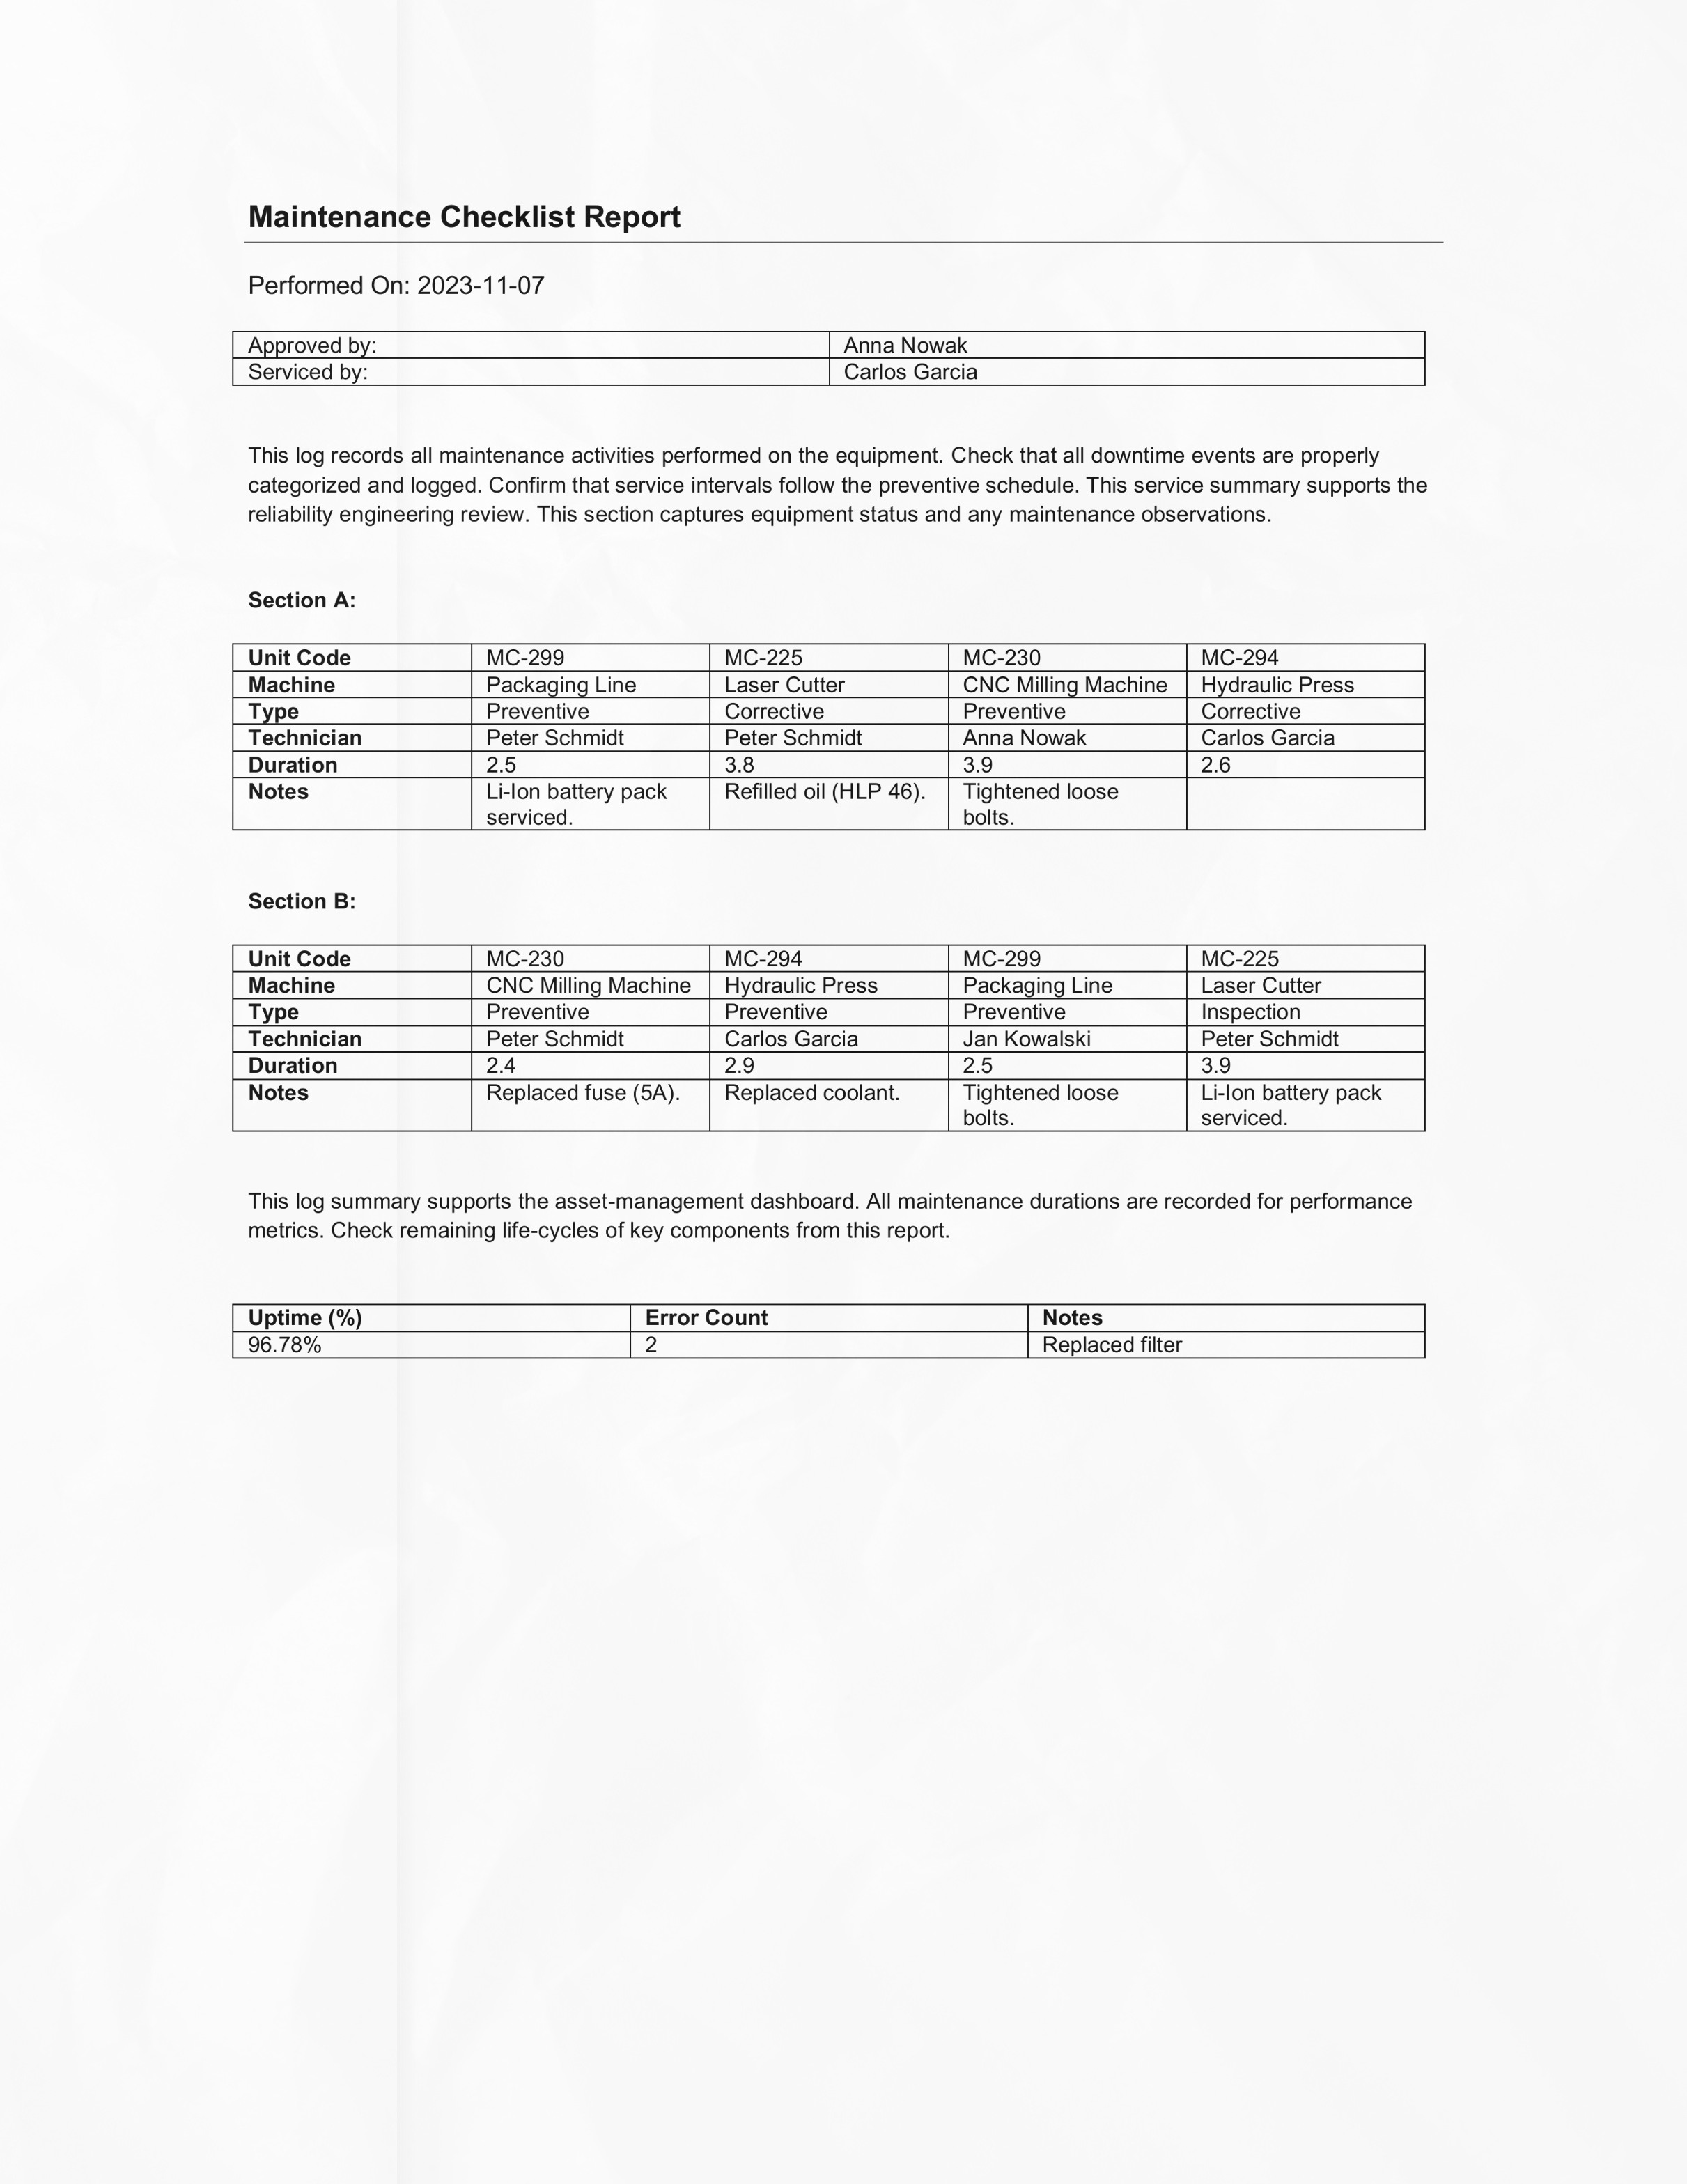 Maintenance Checklist Report
Performed On: 2023-11-07
Approved by: Anna Nowak
Serviced by: Carlos Garcia
This log records all maintenance activities performed on the equipment. Check that all downtime events are properly
categorized and logged. Confirm that service intervals follow the preventive schedule. This service summary supports the
reliability engineering review. This section captures equipment status and any maintenance observations.
Section A:
Unit Code MC-299 MC-225 MC-230 MC-294
Machine Packaging Line Laser Cutter CNC Milling Machine Hydraulic Press
Type Preventive Corrective Preventive Corrective
Technician Peter Schmidt Peter Schmidt Anna Nowak Carlos Garcia
Duration 2.5 3.8 3.9 2.6
Notes Li-Ion battery pack Refilled oil (HLP 46). Tightened loose
serviced. bolts.
Section B:
Unit Code MC-230 MC-294 MC-299 MC-225
Machine CNC Milling Machine Hydraulic Press Packaging Line Laser Cutter
Type Preventive Preventive Preventive Inspection
Technician Peter Schmidt Carlos Garcia Jan Kowalski Peter Schmidt
Duration 2.4 2.9 2.5 3.9
Notes Replaced fuse (5A). Replaced coolant. Tightened loose Li-Ion battery pack
bolts. serviced.
This log summary supports the asset-management dashboard. All maintenance durations are recorded for performance
metrics. Check remaining life-cycles of key components from this report.
Uptime (%) Error Count Notes
96.78% 2 Replaced filter